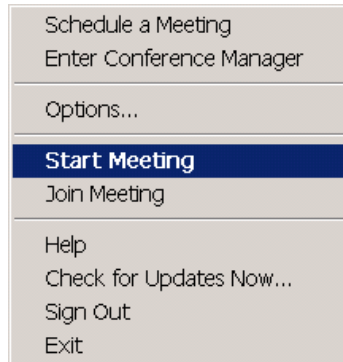 Schedule a Meeting
Enter Conference Manager
Options...
Start Meeting
Join Meeting
Help
Check for Updates Now...
Sign Out
Exit